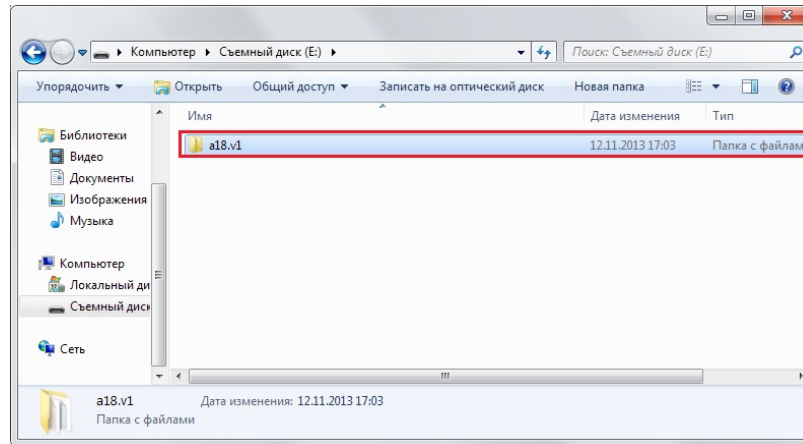 Компьютер ▸ Съемный диск (E:) ▸
Поиск: Съемный диск (E:)
Упорядочить ▼ Открыть Общий доступ ▼ Записать на оптический диск Новая папка
Имя Дата изменения Тип
a18.v1 12.11.2013 17:03 Папка с файлам
Библиотеки
Видео
Документы
Изображения
Музыка
Компьютер
Локальный ди
Съемный диск
Сеть
a18.v1 Дата изменения: 12.11.2013 17:03
Папка с файлами